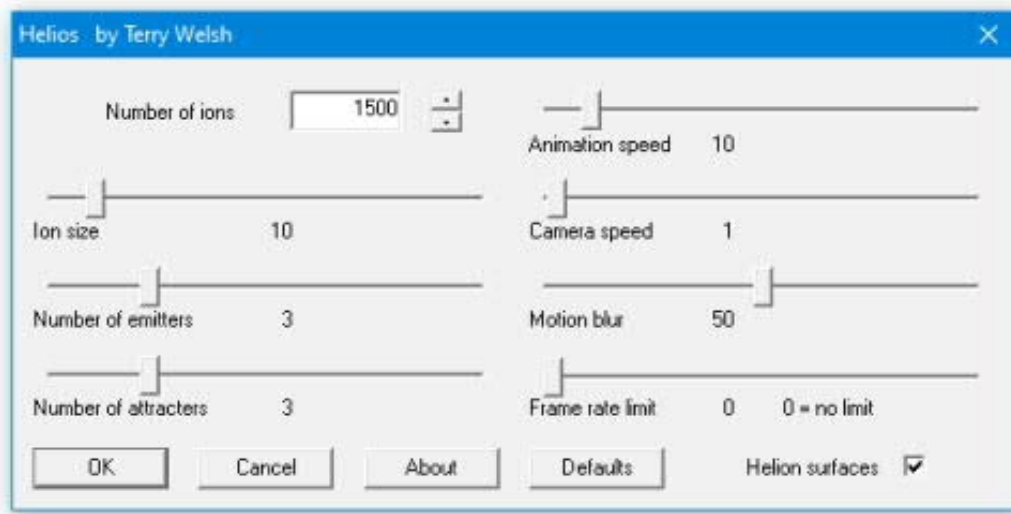 Helios by Terry Welsh
Number of ions 1500
Animation speed 10
Ion size 10
Camera speed 1
Number of emitters 3
Motion blur 50
Number of attracters 3
Frame rate limit 0 0 = no limit
OK Cancel About Defaults Helion surfaces